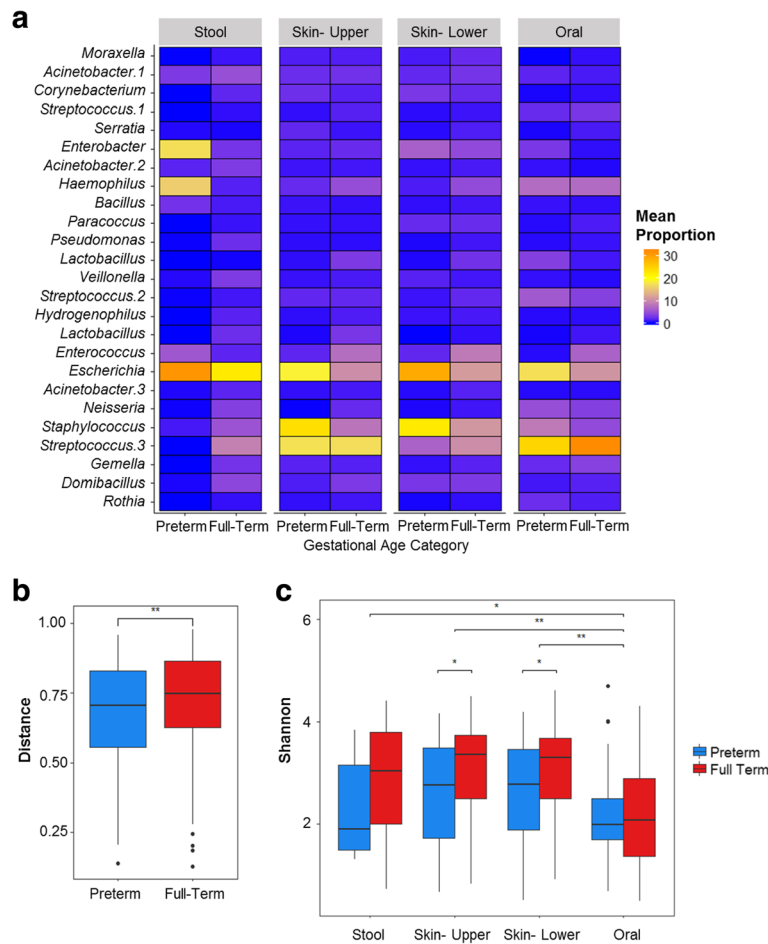 a
Stool Skin- Upper Skin- Lower Oral
Moraxella
Acinetobacter.1
Corynebacterium
Streptococcus.1
Serratia
Enterobacter
Acinetobacter.2
Haemophilus
Bacillus
Paracoccus
Pseudomonas
Lactobacillus
Veillonella
Streptococcus.2
Hydrogenophilus
Lactobacillus
Enterococcus
Escherichia
Acinetobacter.3
Neisseria
Staphylococcus
Streptococcus.3
Gemella
Domibacillus
Rothia
Preterm Full-Term Preterm Full-Term Preterm Full-Term Preterm Full-Term
Gestational Age Category
Mean
Proportion
30
20
10
0
b
**
1.00
0.75
0.50
0.25
Distance
Preterm Full-Term
c
*
**
**
* *
6
4
2
Shannon
Stool Skin- Upper Skin- Lower Oral
Preterm
Full Term